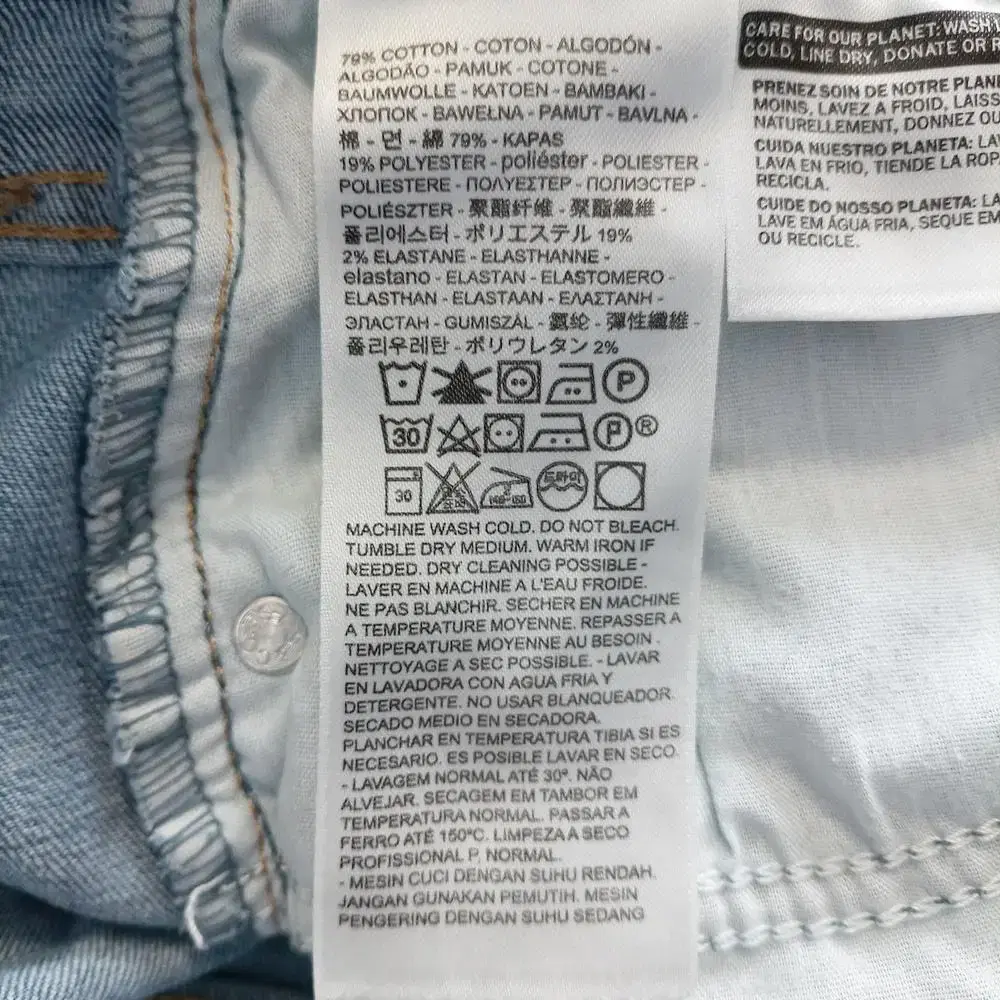 79% COTTON - COTON - ALGODÓN -
ALGODÃO - PAMUK - COTONE -
BAUMWOLLE - KATOEN - BAMBAKI -
ХЛОПОК - BAWEŁNA - PAMUT - BAVLNA -
棉 - 면 - 綿 79% - KAPAS
19% POLYESTER - poliéster - POLIESTER -
POLIESTERE - ΠΟΛΥΕΣΤΕΡ - ПОЛИЭСТЕР -
POLIÉSZTER - 聚酯纤维 - 聚酯纖維 -
폴리에스터 - ポリエステル 19%
2% ELASTANE - ELASTHANNE -
elastano - ELASTAN - ELASTOMERO -
ELASTHAN - ELASTAAN - ΕΛΑΣΤΑΝΗ -
ЭЛАСТАН - GUMISZÁL - 氨纶 - 彈性纖維 -
폴리우레탄 - ポリウレタン 2%
P
30 P ®
30 드라이
MACHINE WASH COLD. DO NOT BLEACH.
TUMBLE DRY MEDIUM. WARM IRON IF
NEEDED. DRY CLEANING POSSIBLE -
LAVER EN MACHINE A L'EAU FROIDE.
NE PAS BLANCHIR. SECHER EN MACHINE
A TEMPERATURE MOYENNE. REPASSER A
TEMPERATURE MOYENNE AU BESOIN.
NETTOYAGE A SEC POSSIBLE. - LAVAR
EN LAVADORA CON AGUA FRIA Y
DETERGENTE. NO USAR BLANQUEADOR.
SECADO MEDIO EN SECADORA.
PLANCHAR EN TEMPERATURA TIBIA SI ES
NECESARIO. ES POSIBLE LAVAR EN SECO.
- LAVAGEM NORMAL ATÉ 30º. NÃO
ALVEJAR. SECAGEM EM TAMBOR EM
TEMPERATURA NORMAL. PASSAR A
FERRO ATÉ 150°C. LIMPEZA A SECO
PROFISSIONAL P, NORMAL.
- MESIN CUCI DENGAN SUHU RENDAH.
JANGAN GUNAKAN PEMUTIH. MESIN
PENGERING DENGAN SUHU SEDANG
CARE FOR OUR PLANET: WASH
COLD, LINE DRY, DONATE OR
PRENEZ SOIN DE NOTRE
MOINS, LAVEZ A FROID,
NATURELLEMENT, DONNEZ OU
CUIDA NUESTRO PLANETA:
LAVA EN FRIO, TIENDE LA
RECICLA.
CUIDE DO NOSSO PLANETA:
LAVE EM ÁGUA FRIA, SEQUE
OU RECICLE.